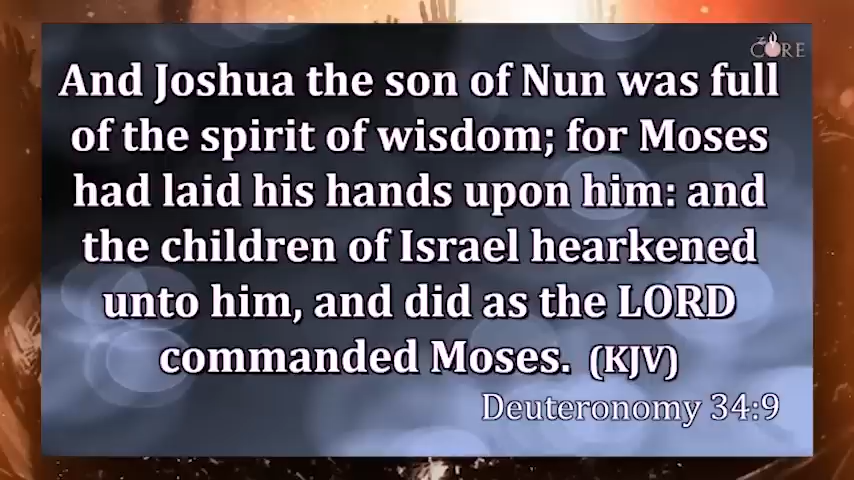 CORE
And Joshua the son of Nun was full
of the spirit of wisdom; for Moses
had laid his hands upon him: and
the children of Israel hearkened
unto him, and did as the LORD
commanded Moses. (KJV)
Deuteronomy 34:9